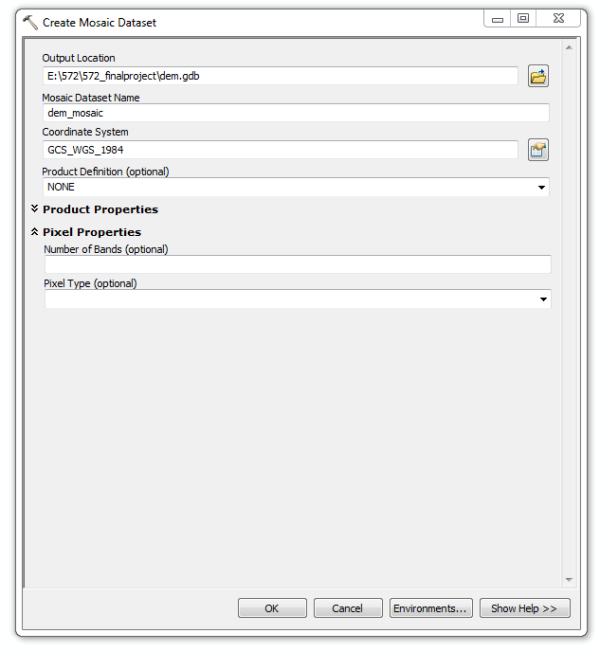 Create Mosaic Dataset
Output Location
E:\572\572_finalproject\dem.gdb
Mosaic Dataset Name
dem_mosaic
Coordinate System
GCS_WGS_1984
Product Definition (optional)
NONE
Product Properties
Pixel Properties
Number of Bands (optional)
Pixel Type (optional)
OK Cancel Environments... Show Help >>